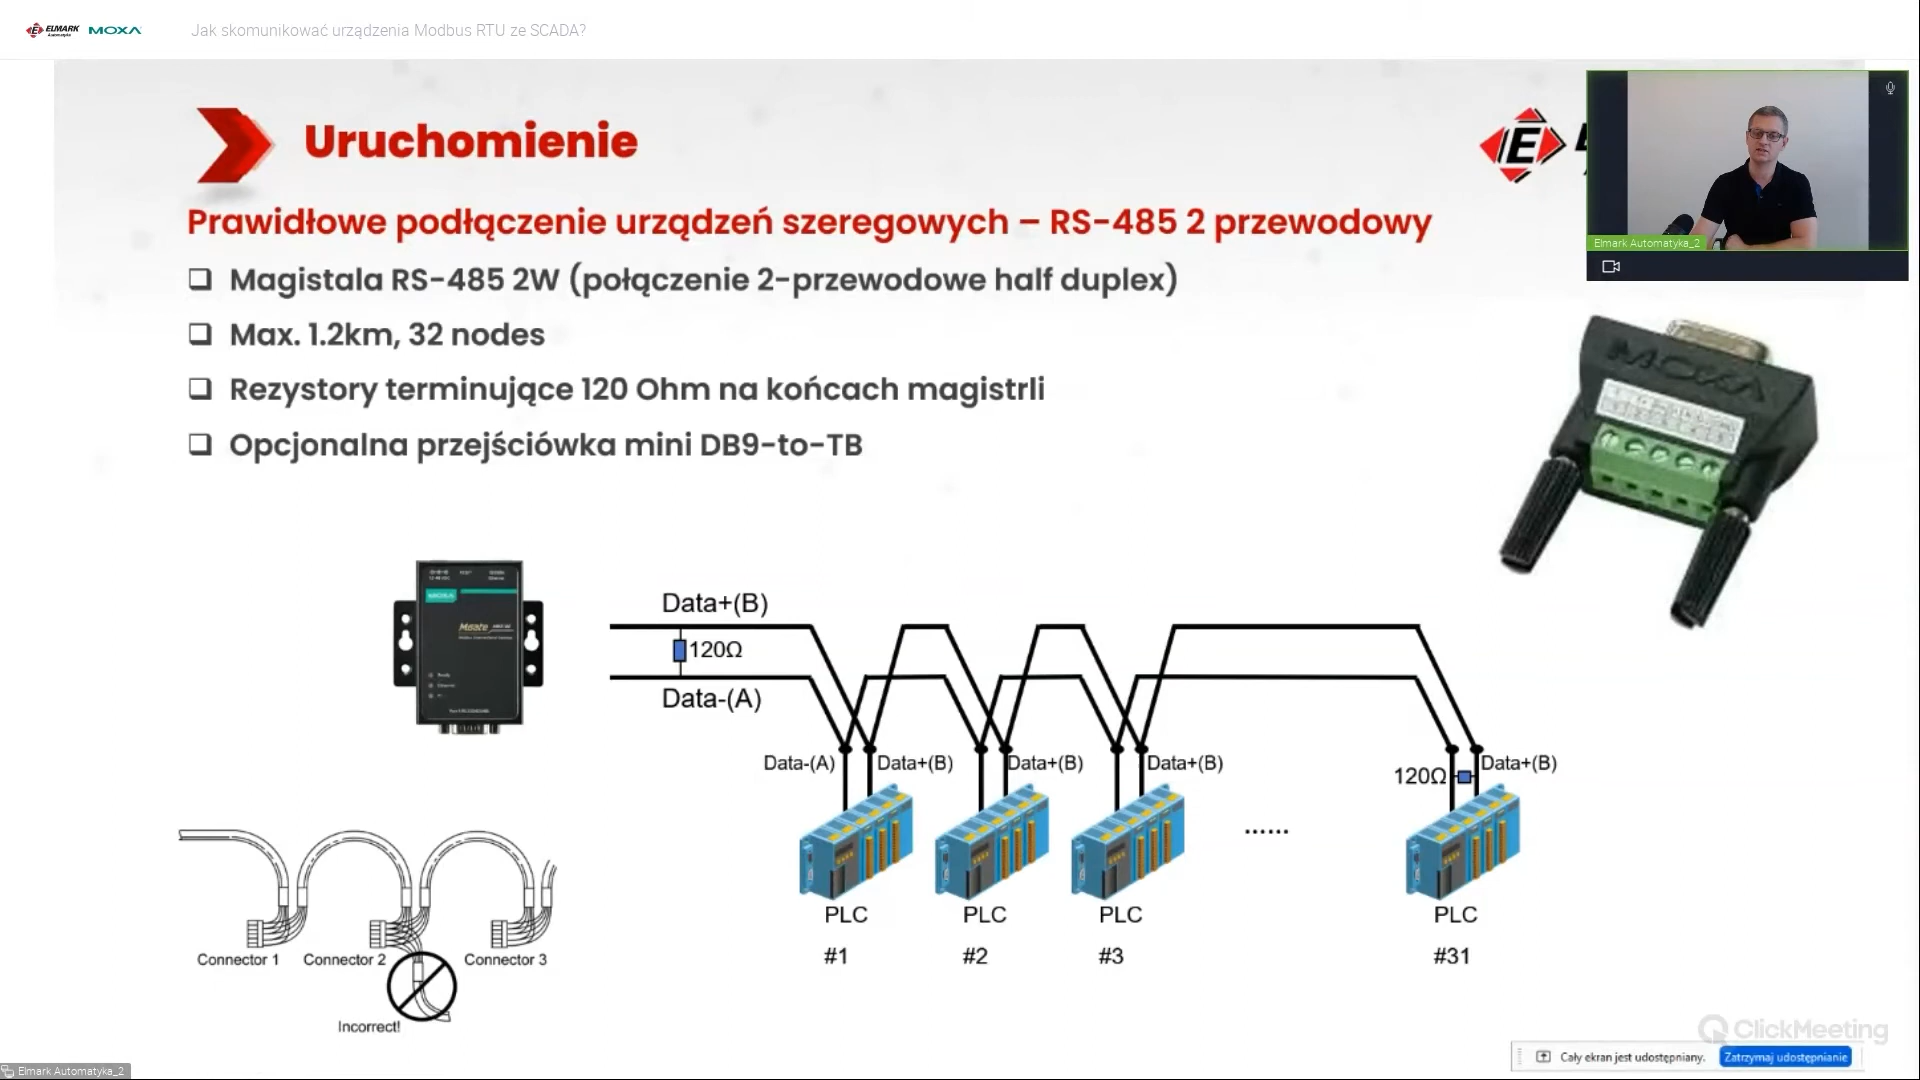 ELMARK Automatyka MOXA Jak skomunikować urządzenia Modbus RTU ze SCADA?
Uruchomienie
Prawidłowe podłączenie urządzeń szeregowych – RS-485 2 przewodowy
Magistala RS-485 2W (połączenie 2-przewodowe half duplex)
Max. 1.2km, 32 nodes
Rezystory terminujące 120 Ohm na końcach magistrli
Opcjonalna przejściówka mini DB9-to-TB
E
Elmark Automatyka_2
MOXA
MOXA
MGate
Data+(B)
120Ω
Data-(A)
Data-(A) Data+(B) Data+(B) Data+(B) 120Ω Data+(B)
......
PLC PLC PLC PLC
#1 #2 #3 #31
Connector 1 Connector 2 Connector 3
Incorrect!
ClickMeeting
Cały ekran jest udostępniany. Zatrzymaj udostępnianie
Elmark Automatyka_2